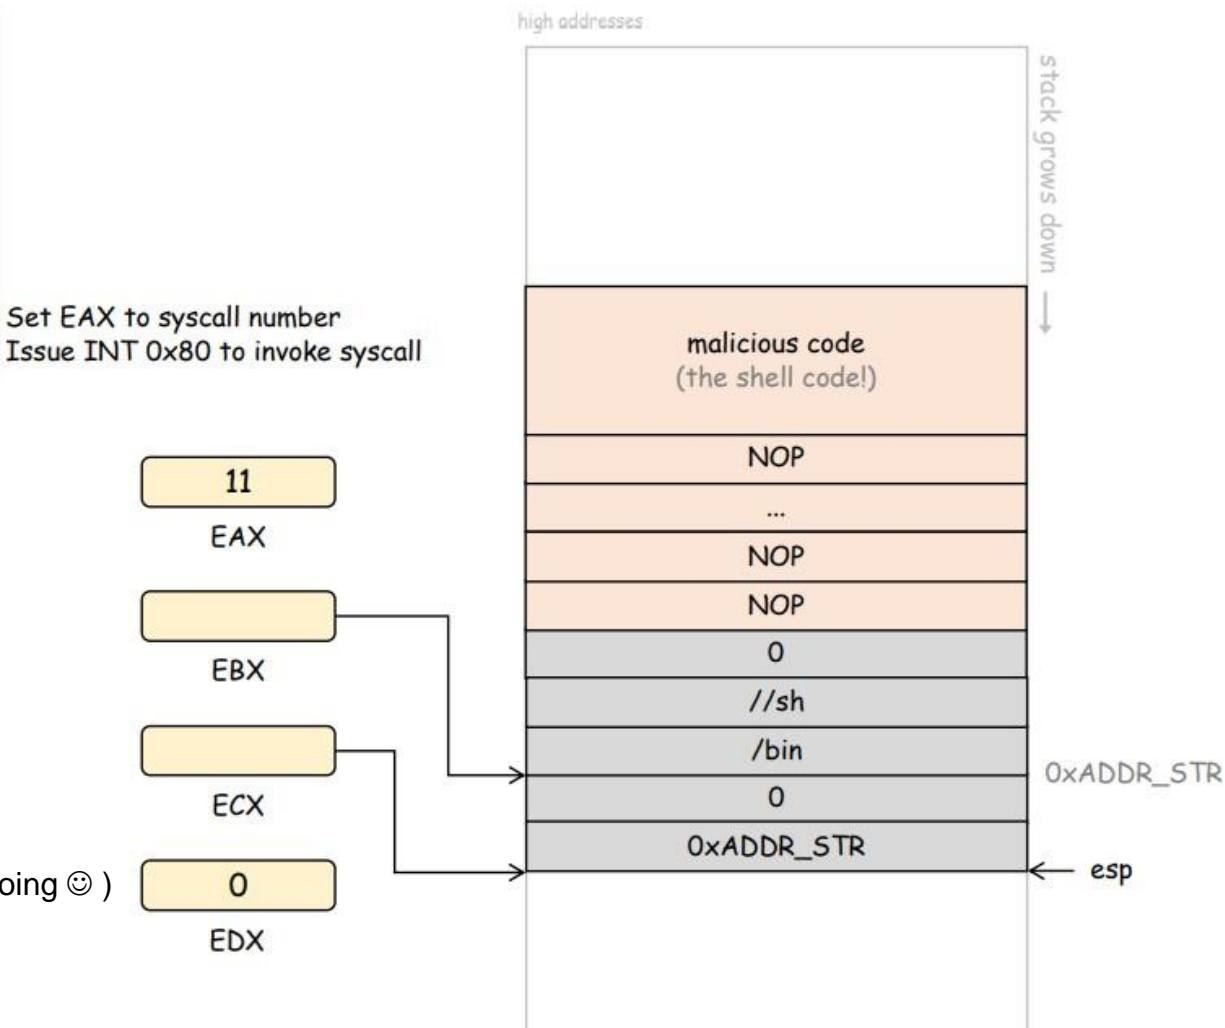 high addresses
stack grows down
Set EAX to syscall number
Issue INT 0x80 to invoke syscall
malicious code
(the shell code!)
NOP
...
NOP
NOP
0
//sh
/bin
0
0xADDR_STR
0xADDR_STR
esp
11
EAX
EBX
ECX
oing ☺ )
0
EDX